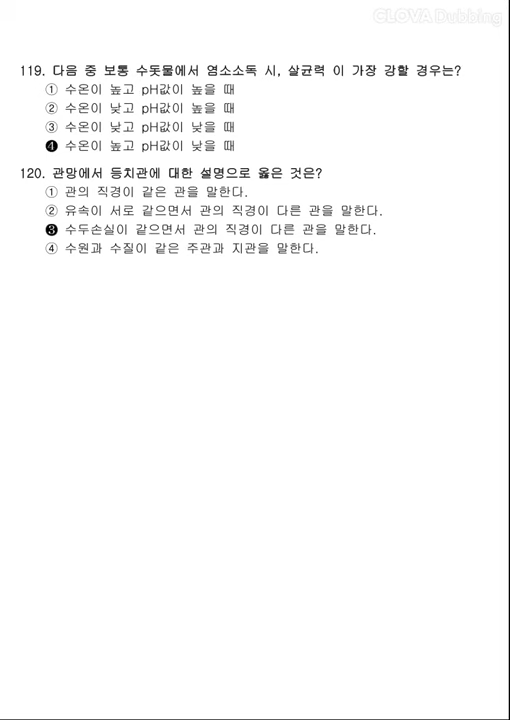 CLOVA Dubbing
119. 다음 중 보통 수돗물에서 염소소독 시, 살균력 이 가장 강할 경우는?
① 수온이 높고 pH값이 높을 때
② 수온이 낮고 pH값이 높을 때
③ 수온이 낮고 pH값이 낮을 때
❹ 수온이 높고 pH값이 낮을 때
120. 관망에서 등치관에 대한 설명으로 옳은 것은?
① 관의 직경이 같은 관을 말한다.
② 유속이 서로 같으면서 관의 직경이 다른 관을 말한다.
❸ 수두손실이 같으면서 관의 직경이 다른 관을 말한다.
④ 수원과 수질이 같은 주관과 지관을 말한다.